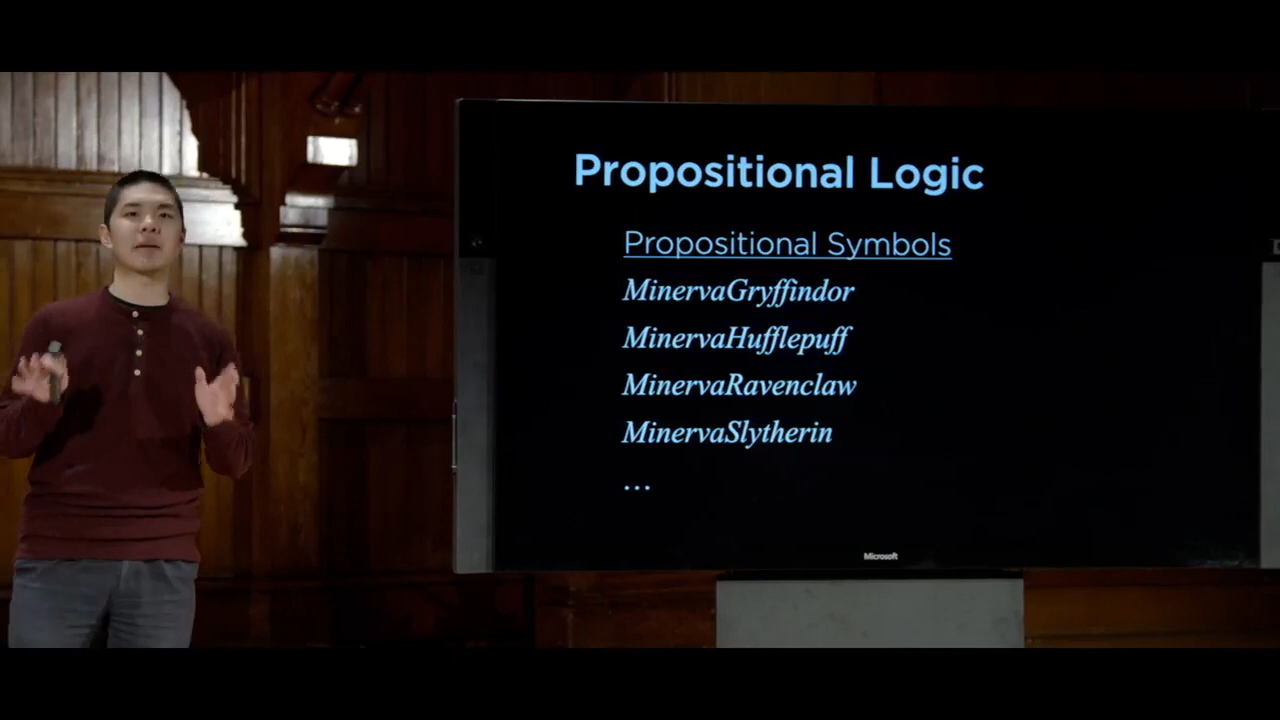 Propositional Logic
Propositional Symbols
MinervaGryffindor
MinervaHufflepuff
MinervaRavenclaw
MinervaSlytherin
...
Microsoft